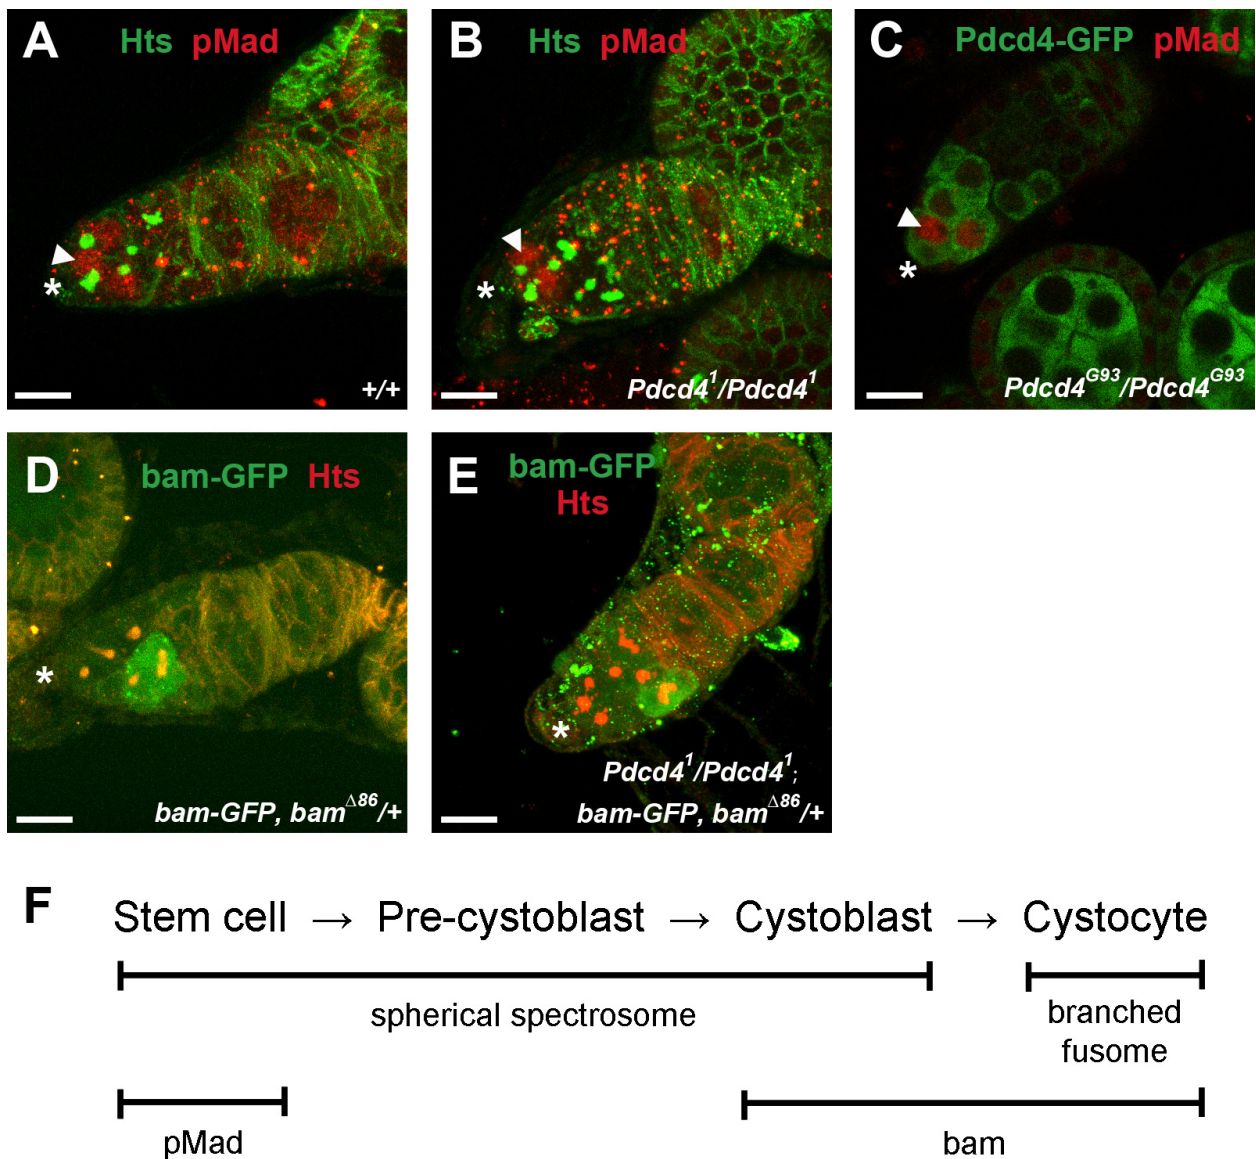 A
Hts pMad
*
+/+
B
Hts pMad
*
Pdcd4¹/Pdcd4¹
C
Pdcd4-GFP pMad
*
Pdcd4^G93/Pdcd4^G93
D
bam-GFP Hts
*
bam-GFP, bam^Δ86/+
E
bam-GFP
Hts
*
Pdcd4¹/Pdcd4¹;
bam-GFP, bam^Δ86/+
F
Stem cell → Pre-cystoblast → Cystoblast → Cystocyte
spherical spectrosome
branched
fusome
pMad
bam